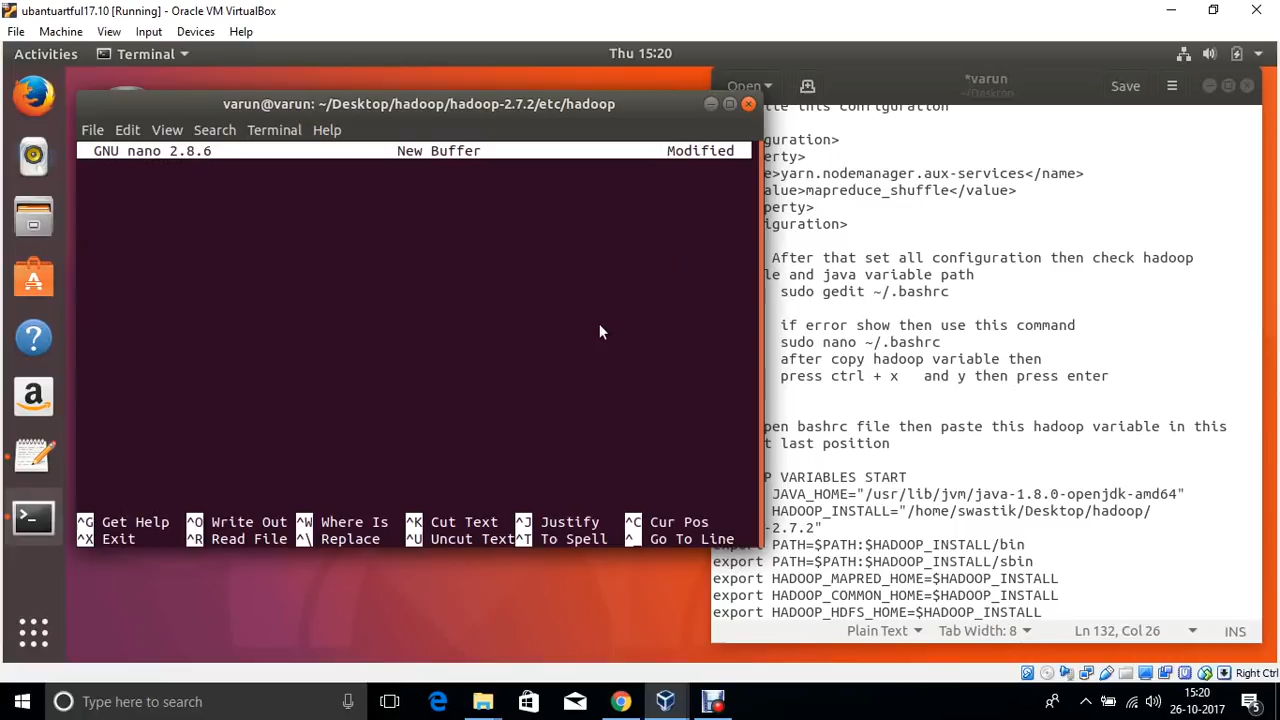 ubantuartful17.10 [Running] - Oracle VM VirtualBox
File Machine View Input Devices Help
Activities Terminal Thu 15:20
Open *varun Save
~/Desktop
varun@varun: ~/Desktop/hadoop/hadoop-2.7.2/etc/hadoop
File Edit View Search Terminal Help
GNU nano 2.8.6 New Buffer Modified
^G Get Help ^O Write Out ^W Where Is ^K Cut Text ^J Justify ^C Cur Pos
^X Exit ^R Read File ^\ Replace ^U Uncut Text ^T To Spell ^_ Go To Line
this configuration
guration>
erty>
e>yarn.nodemanager.aux-services</name>
alue>mapreduce_shuffle</value>
perty>
iguration>
After that set all configuration then check hadoop
le and java variable path
sudo gedit ~/.bashrc
if error show then use this command
sudo nano ~/.bashrc
after copy hadoop variable then
press ctrl + x and y then press enter
pen bashrc file then paste this hadoop variable in this
t last position
P VARIABLES START
JAVA_HOME="/usr/lib/jvm/java-1.8.0-openjdk-amd64"
HADOOP_INSTALL="/home/swastik/Desktop/hadoop/
-2.7.2"
export PATH=$PATH:$HADOOP_INSTALL/bin
export PATH=$PATH:$HADOOP_INSTALL/sbin
export HADOOP_MAPRED_HOME=$HADOOP_INSTALL
export HADOOP_COMMON_HOME=$HADOOP_INSTALL
export HADOOP_HDFS_HOME=$HADOOP_INSTALL
Plain Text Tab Width: 8 Ln 132, Col 26 INS
Right Ctrl
Type here to search
15:20
26-10-2017
5